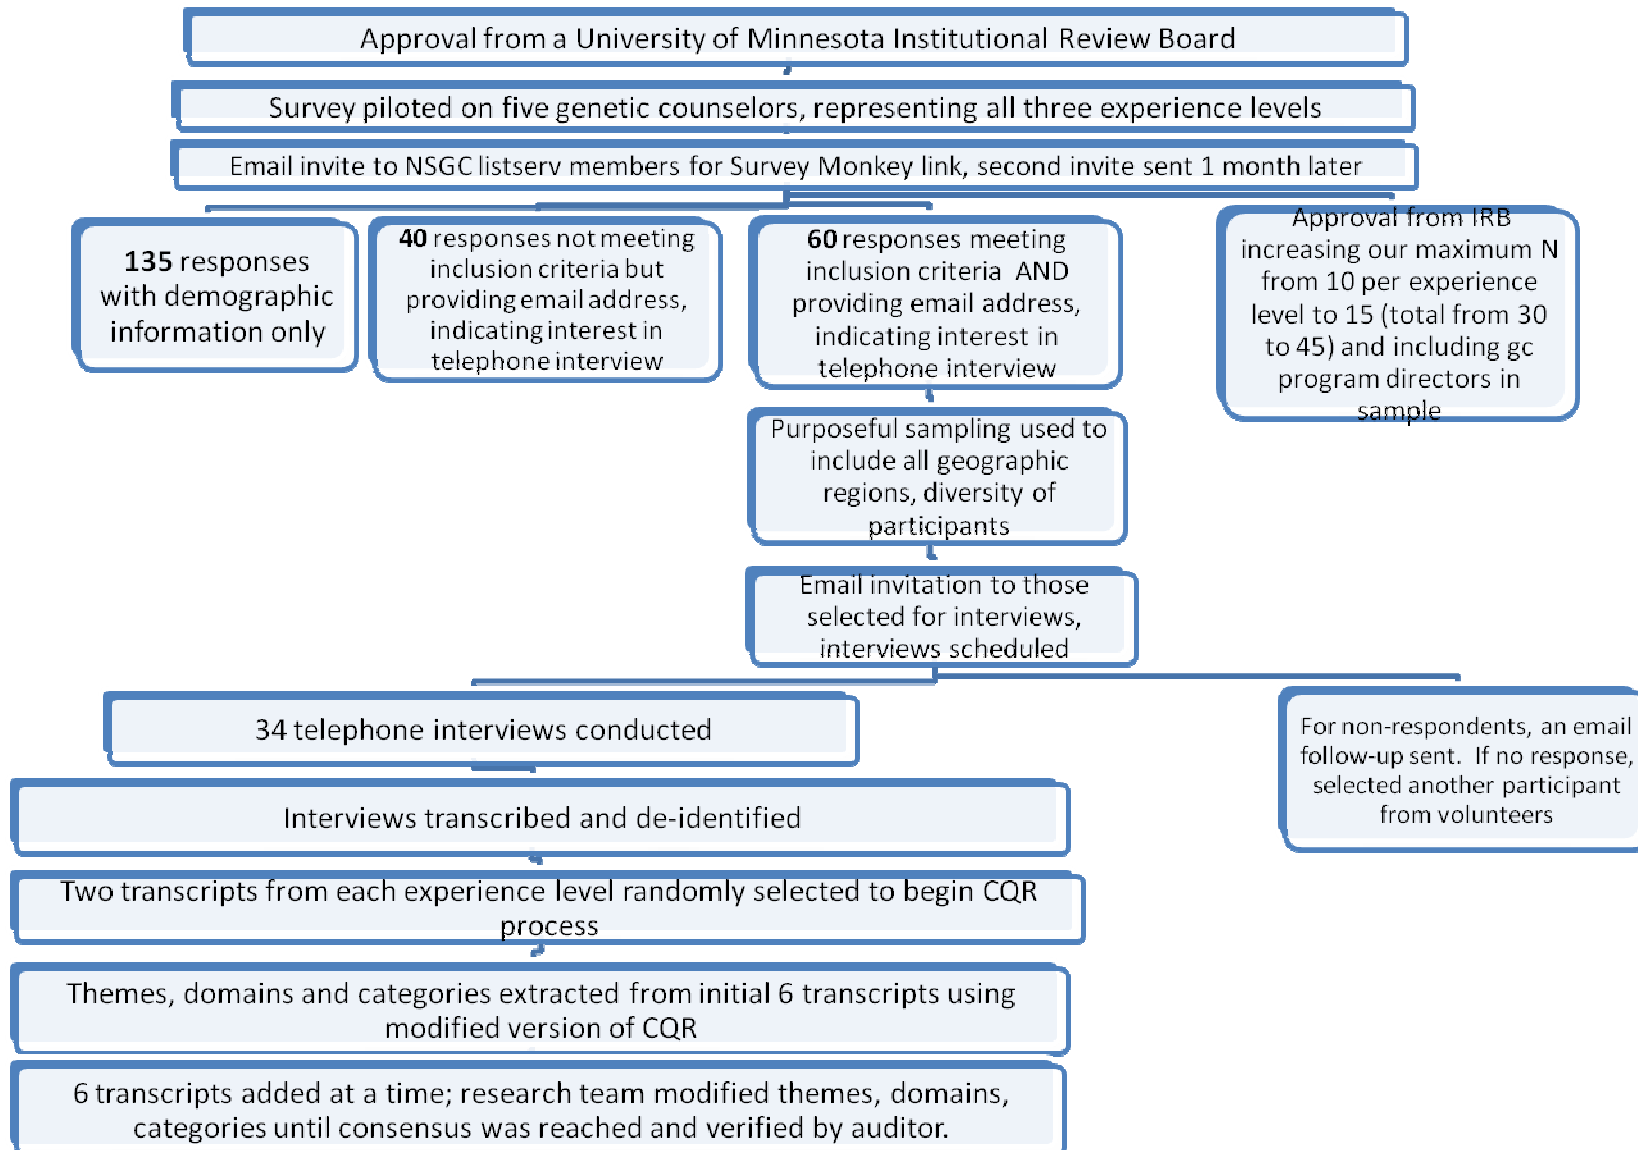 Approval from a University of Minnesota Institutional Review Board
Survey piloted on five genetic counselors, representing all three experience levels
Email invite to NSGC listserv members for Survey Monkey link, second invite sent 1 month later
135 responses
with demographic
information only
40 responses not meeting
inclusion criteria but
providing email address,
indicating interest in
telephone interview
60 responses meeting
inclusion criteria AND
providing email address,
indicating interest in
telephone interview
Approval from IRB
increasing our maximum N
from 10 per experience
level to 15 (total from 30
to 45) and including gc
program directors in
sample
Purposeful sampling used to
include all geographic
regions, diversity of
participants
Email invitation to those
selected for interviews,
interviews scheduled
34 telephone interviews conducted
For non-respondents, an email
follow-up sent. If no response,
selected another participant
from volunteers
Interviews transcribed and de-identified
Two transcripts from each experience level randomly selected to begin CQR
process
Themes, domains and categories extracted from initial 6 transcripts using
modified version of CQR
6 transcripts added at a time; research team modified themes, domains,
categories until consensus was reached and verified by auditor.